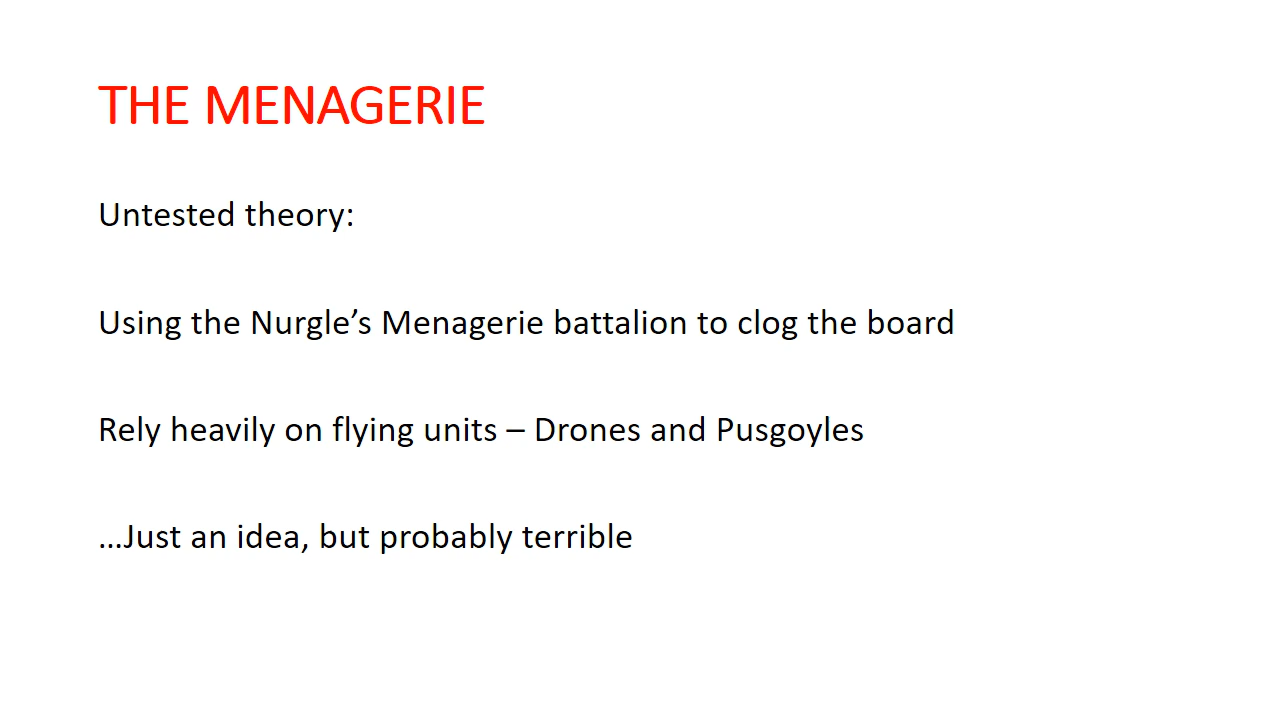 THE MENAGERIE
Untested theory:
Using the Nurgle’s Menagerie battalion to clog the board
Rely heavily on flying units – Drones and Pusgoyles
…Just an idea, but probably terrible